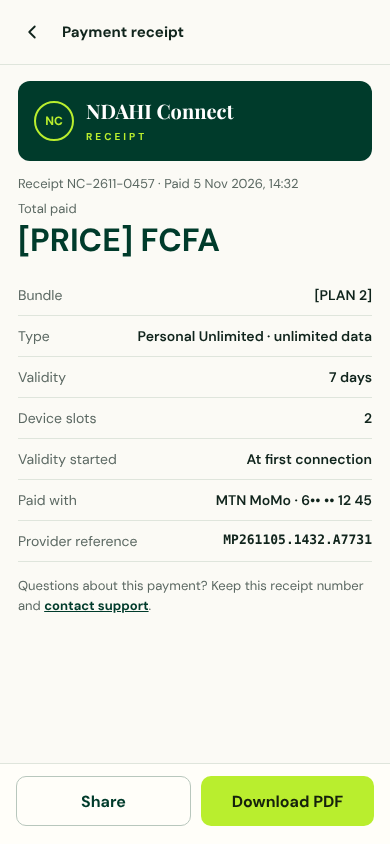 Payment receipt
NC
NDAHI Connect
RECEIPT
Receipt NC-2611-0457 · Paid 5 Nov 2026, 14:32
Total paid
[PRICE] FCFA
Bundle [PLAN 2]
Type Personal Unlimited · unlimited data
Validity 7 days
Device slots 2
Validity started At first connection
Paid with MTN MoMo · 6•• •• 12 45
Provider reference MP261105.1432.A7731
Questions about this payment? Keep this receipt number
and contact support.
Share Download PDF